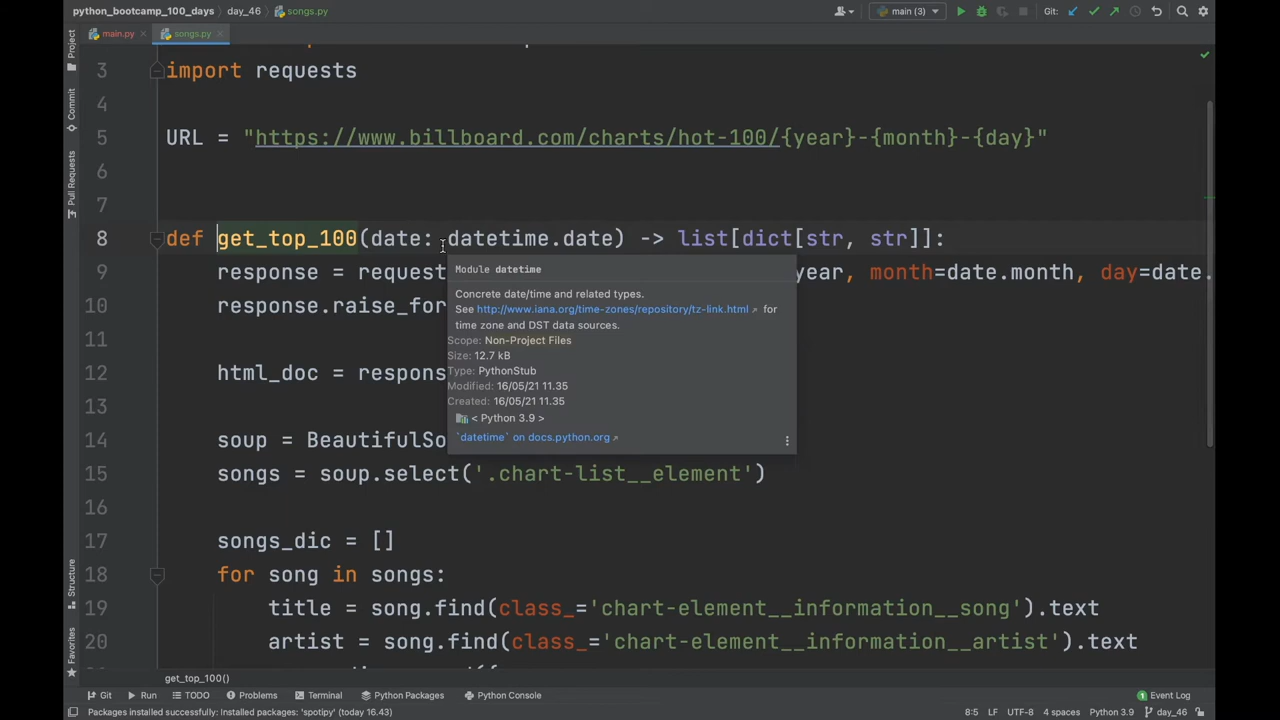 python_bootcamp_100_days day_46 songs.py main (3) Git:
main.py songs.py
Project
Commit
Pull Requests
Structure
Favorites
3 import requests
4
5 URL = "https://www.billboard.com/charts/hot-100/{year}-{month}-{day}"
6
7
8 def get_top_100(date: datetime.date) -> list[dict[str, str]]:
9 response = request year, month=date.month, day=date.
10 response.raise_for
11
12 html_doc = respons
13
14 soup = BeautifulSo
15 songs = soup.select('.chart-list__element')
16
17 songs_dic = []
18 for song in songs:
19 title = song.find(class_='chart-element__information__song').text
20 artist = song.find(class_='chart-element__information__artist').text
Module datetime
Concrete date/time and related types.
See http://www.iana.org/time-zones/repository/tz-link.html for
time zone and DST data sources.
Scope: Non-Project Files
Size: 12.7 kB
Type: PythonStub
Modified: 16/05/21 11.35
Created: 16/05/21 11.35
< Python 3.9 >
`datetime` on docs.python.org
get_top_100()
Git Run TODO Problems Terminal Python Packages Python Console 1 Event Log
Packages installed successfully: Installed packages: 'spotipy' (today 16.43) 8:5 LF UTF-8 4 spaces Python 3.9 day_46